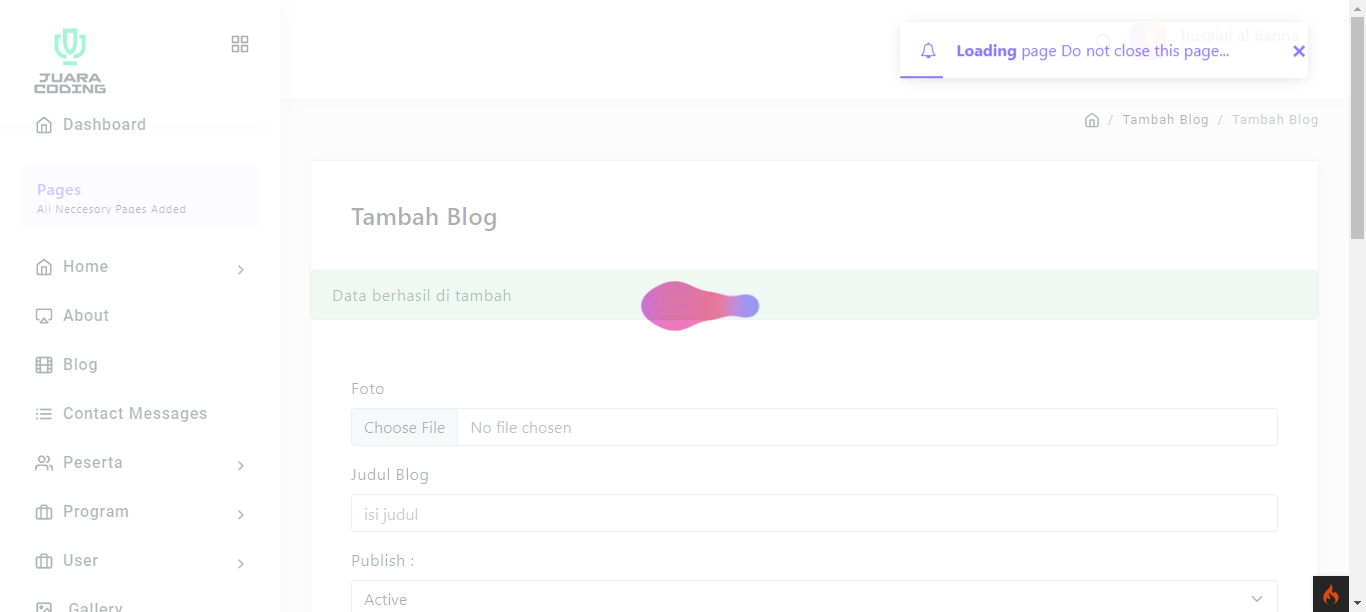 JUARA
CODING
husaini al banna
Loading page Do not close this page...
Dashboard
/ Tambah Blog / Tambah Blog
Pages
All Neccesory Pages Added
Tambah Blog
Home
Data berhasil di tambah
About
Blog
Foto
Contact Messages
Choose File No file chosen
Peserta
Judul Blog
Program
isi judul
User
Publish :
Active
Gallery